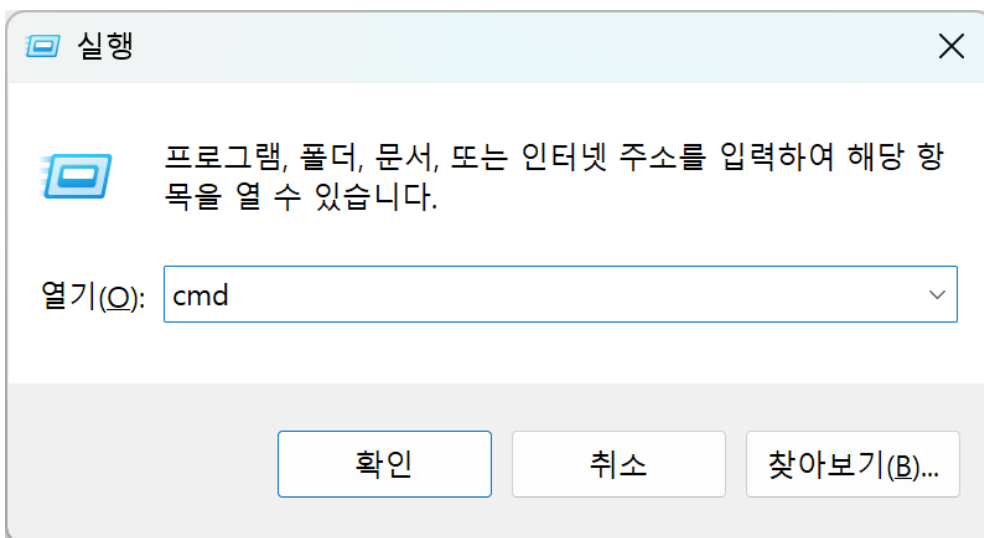 실행
프로그램, 폴더, 문서, 또는 인터넷 주소를 입력하여 해당 항
목을 열 수 있습니다.
열기(O): cmd
확인 취소 찾아보기(B)...